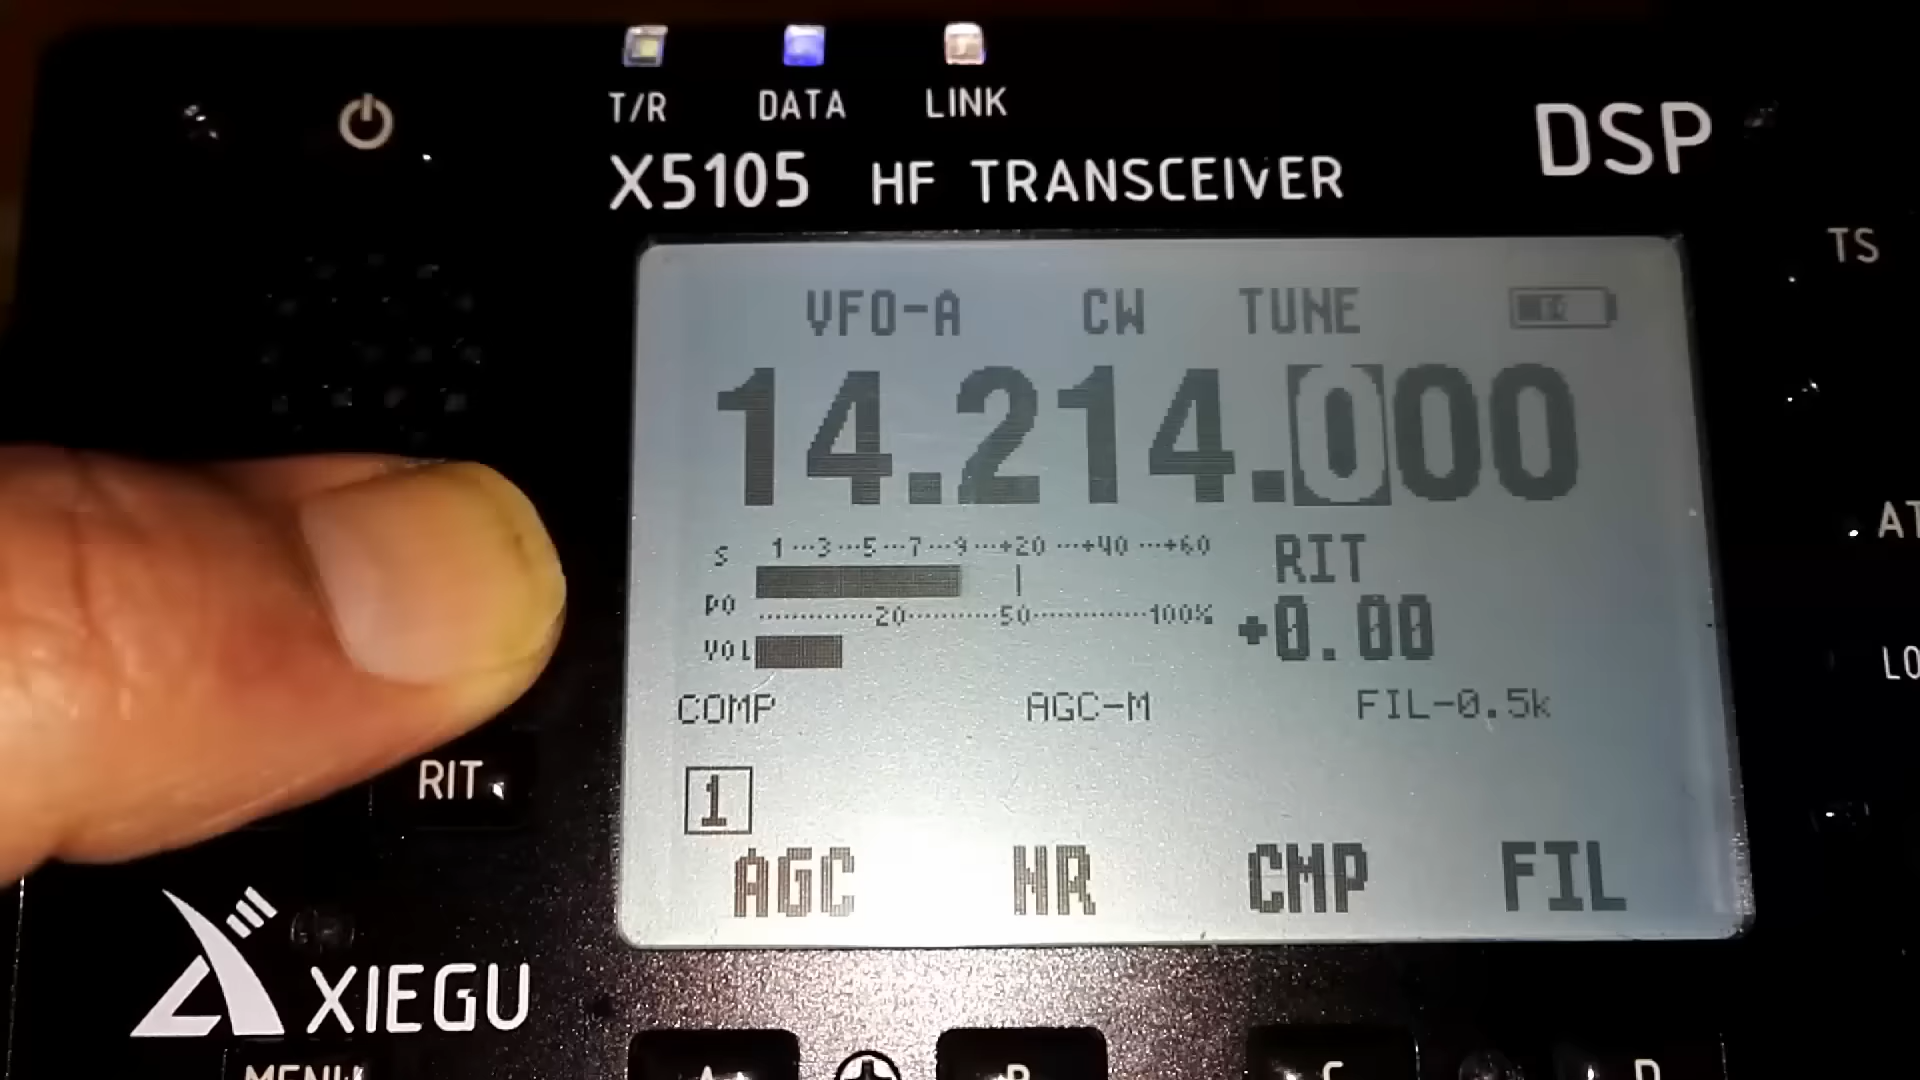 T/R DATA LINK
X5105 HF TRANSCEIVER DSP
TS
VFO-A CW TUNE
14.214.000
S 1···3···5···7···9···+20···+40···+60
RIT
PO 20 50 100%
+0.00
VOL
COMP AGC-M FIL-0.5k
RIT
1
AGC NR CMP FIL
XIEGU
MENU A B C D